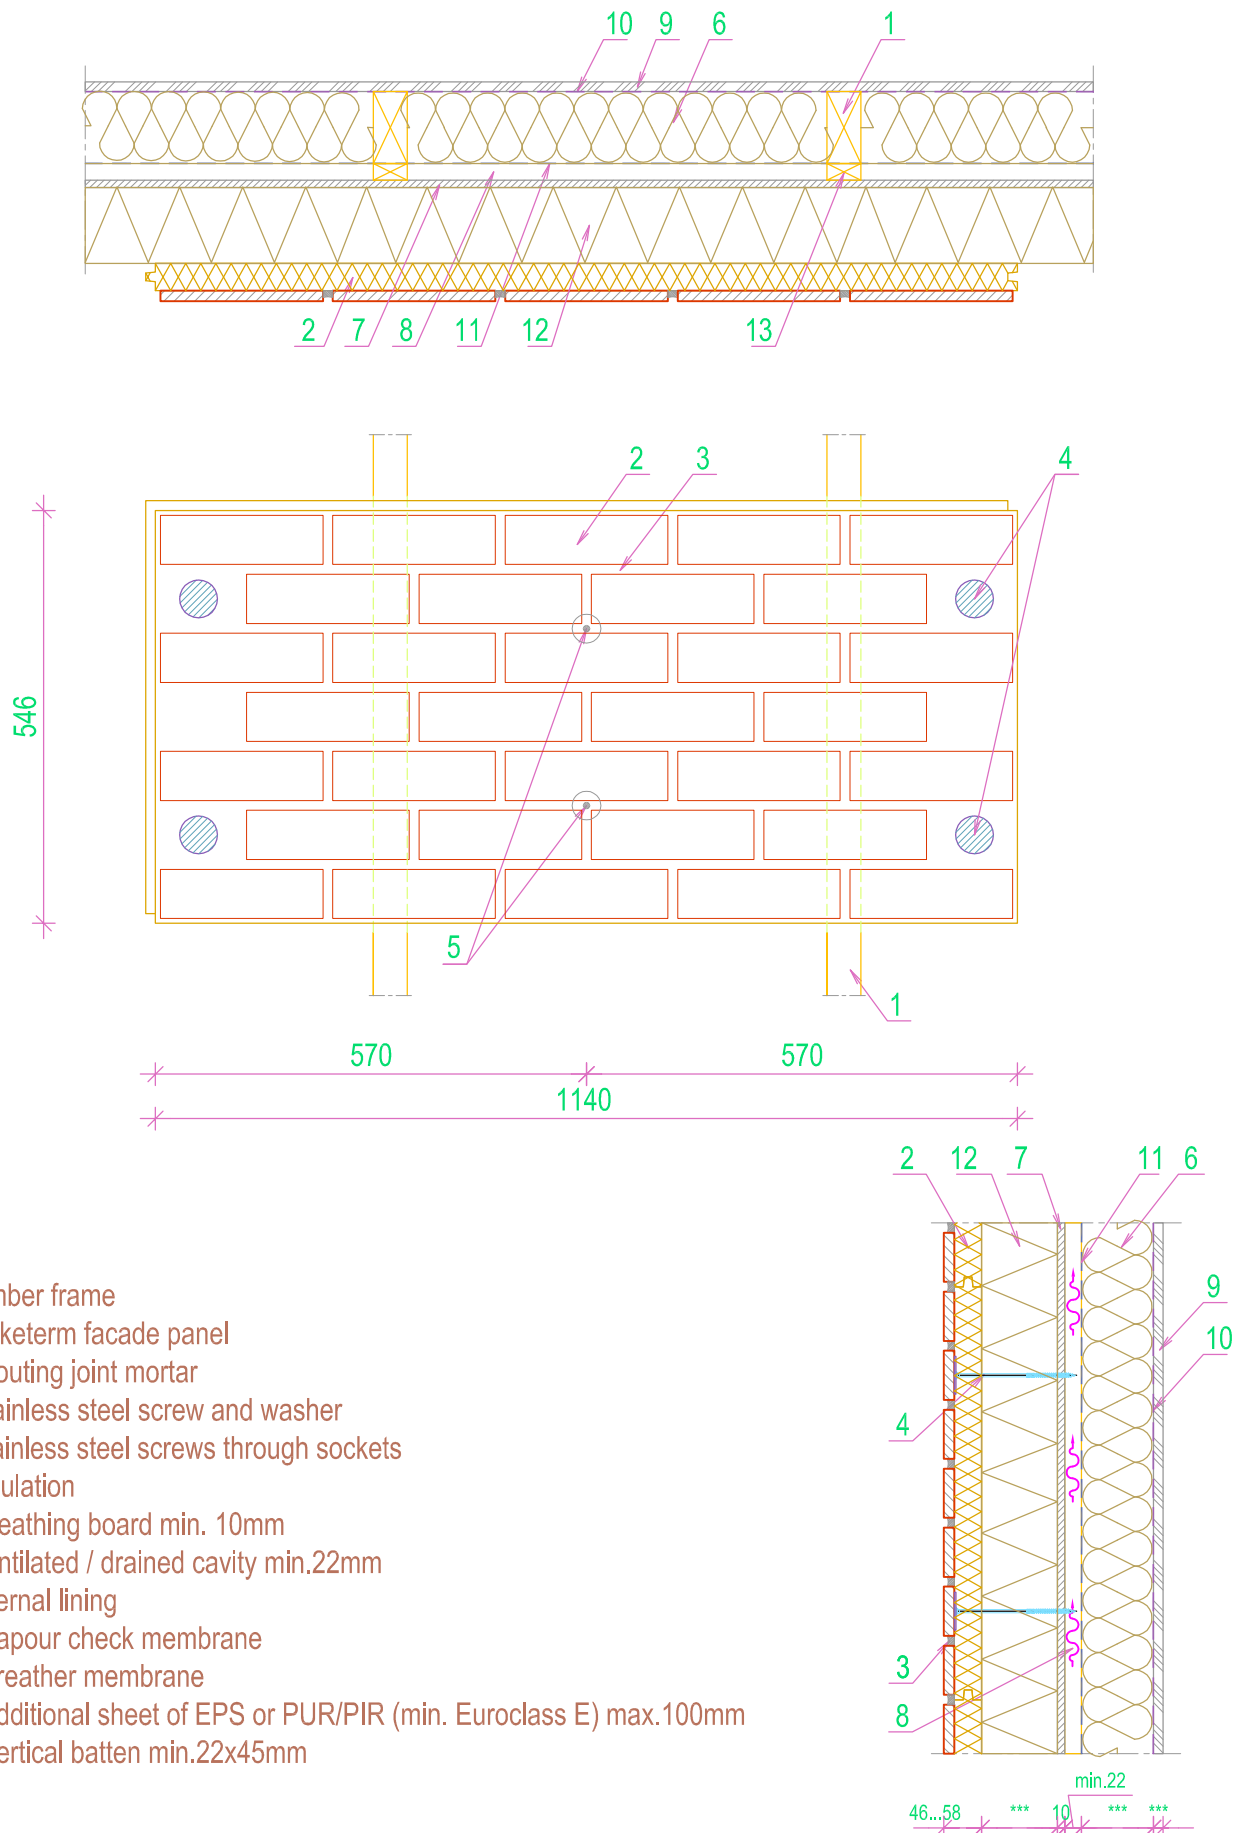 10 9 6 1
2 7 8 11 12 13
2 3 4
546
5
1
570 570
1140
2 12 7 11 6
9
10
4
3
8
mber frame
keterm facade panel
outing joint mortar
ainless steel screw and washer
ainless steel screws through sockets
ulation
eathing board min. 10mm
ntilated / drained cavity min.22mm
ernal lining
apour check membrane
reather membrane
dditional sheet of EPS or PUR/PIR (min. Euroclass E) max.100mm
ertical batten min.22x45mm
min.22
46...58 *** 10 *** ***